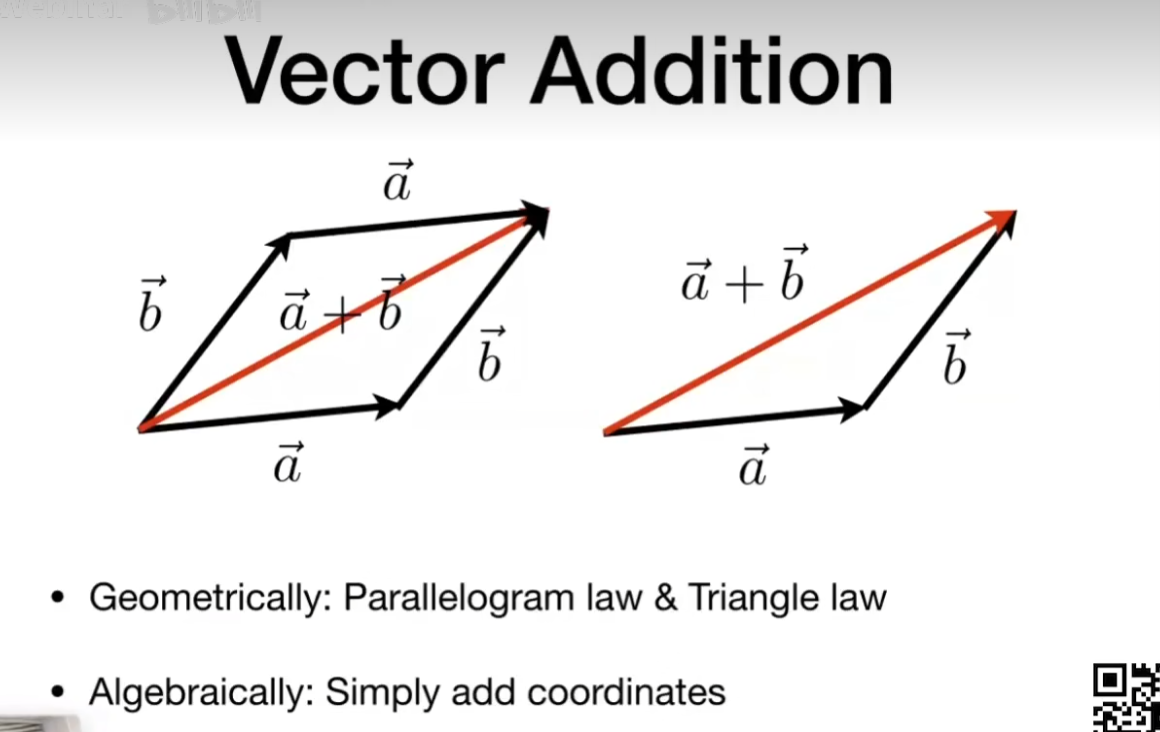 Vector Addition
$\vec{a}$
$\vec{b}$
$\vec{a} + \vec{b}$
$\vec{b}$
$\vec{a}$
$\vec{a} + \vec{b}$
$\vec{b}$
$\vec{a}$
• Geometrically: Parallelogram law & Triangle law
• Algebraically: Simply add coordinates